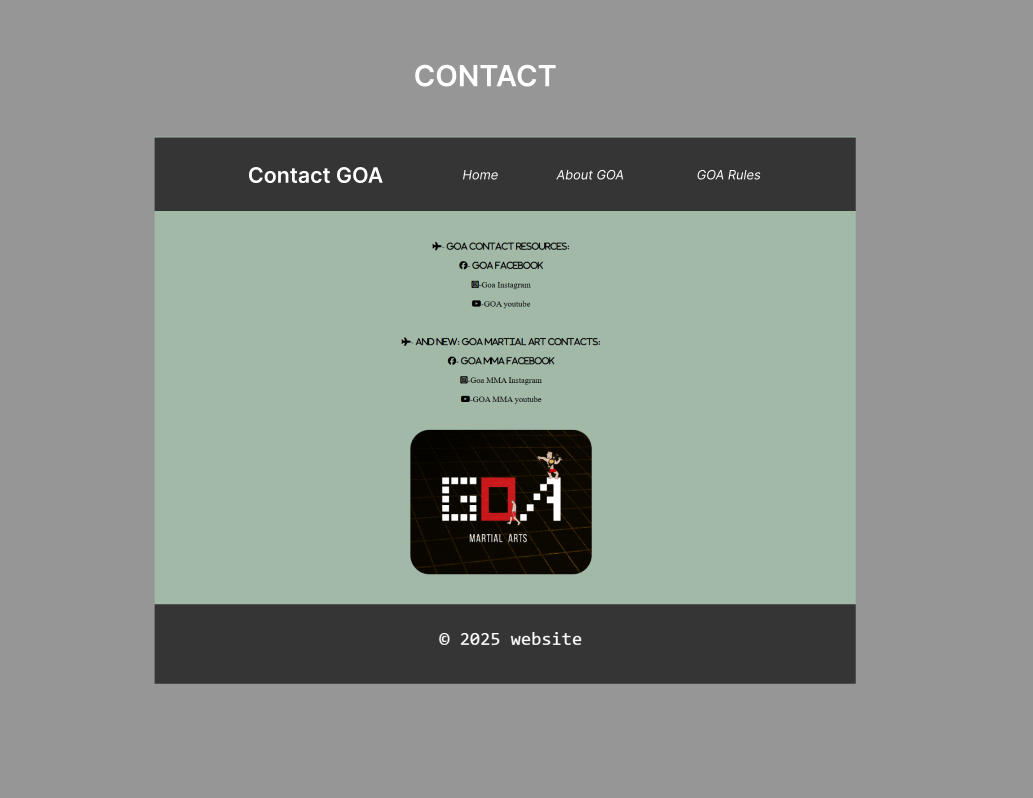 CONTACT
Contact GOA Home About GOA GOA Rules
- GOA CONTACT RESOURCES:
- GOA FACEBOOK
-Goa Instagram
-GOA youtube
- AND NEW: GOA MARTIAL ART CONTACTS:
- GOA MMA FACEBOOK
-Goa MMA Instagram
-GOA MMA youtube
GOA
MARTIAL ARTS
© 2025 website